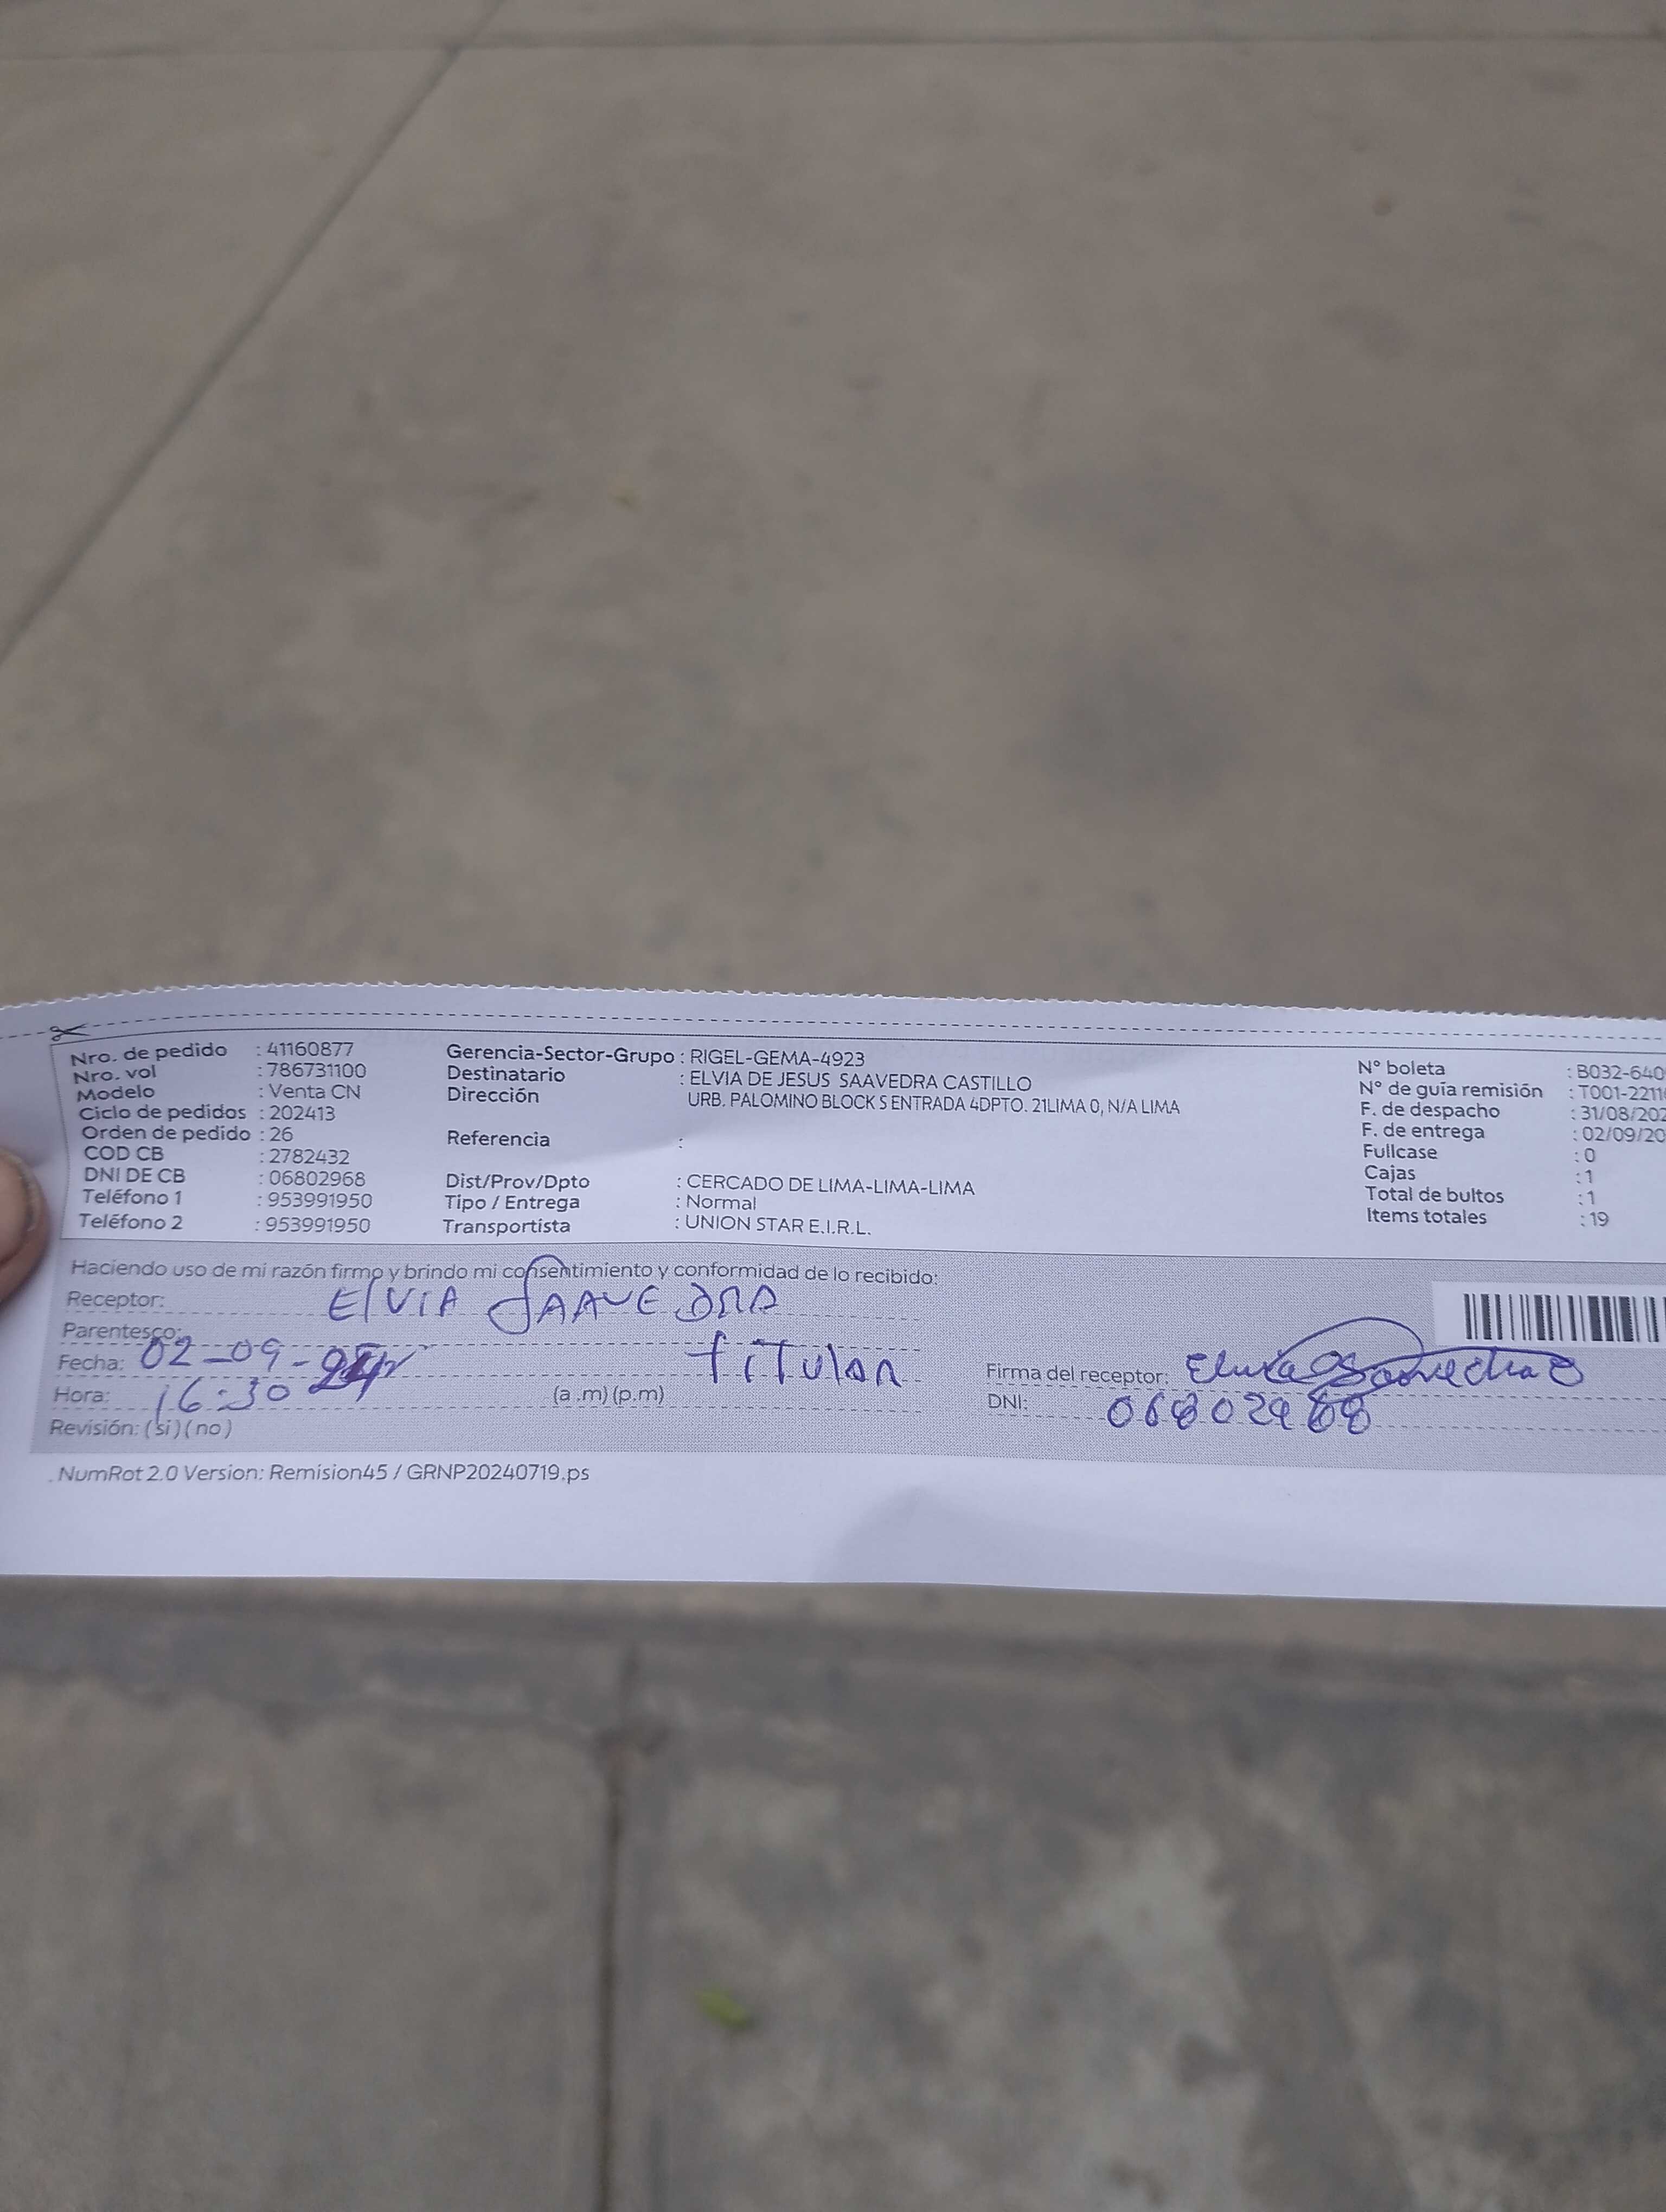 Nro. de pedido : 41160877
Nro. vol : 786731100
Modelo : Venta CN
Ciclo de pedidos : 202413
Orden de pedido : 26
COD CB : 2782432
DNI DE CB : 06802968
Teléfono 1 : 953991950
Teléfono 2 : 953991950
Gerencia-Sector-Grupo : RIGEL-GEMA-4923
Destinatario : ELVIA DE JESUS SAAVEDRA CASTILLO
Dirección URB. PALOMINO BLOCK S ENTRADA 4DPTO. 21LIMA 0, N/A LIMA
Referencia :
Dist/Prov/Dpto : CERCADO DE LIMA-LIMA-LIMA
Tipo / Entrega : Normal
Transportista : UNION STAR E.I.R.L.
N° boleta : B032-640
N° de guía remisión : T001-2211
F. de despacho : 31/08/202
F. de entrega : 02/09/20
Fullcase : 0
Cajas : 1
Total de bultos : 1
Items totales : 19
Haciendo uso de mi razón firmo y brindo mi consentimiento y conformidad de lo recibido:
Receptor: ElVIA SAAVEDRA
Parentesco: tiTulaR
Fecha: 02-09-
Hora: 16:30 (a .m) (p.m)
Revisión: (si) (no)
Firma del receptor: Elvia Saavedra C
DNI: 06802968
NumRot 2.0 Version: Remision45 / GRNP20240719.ps